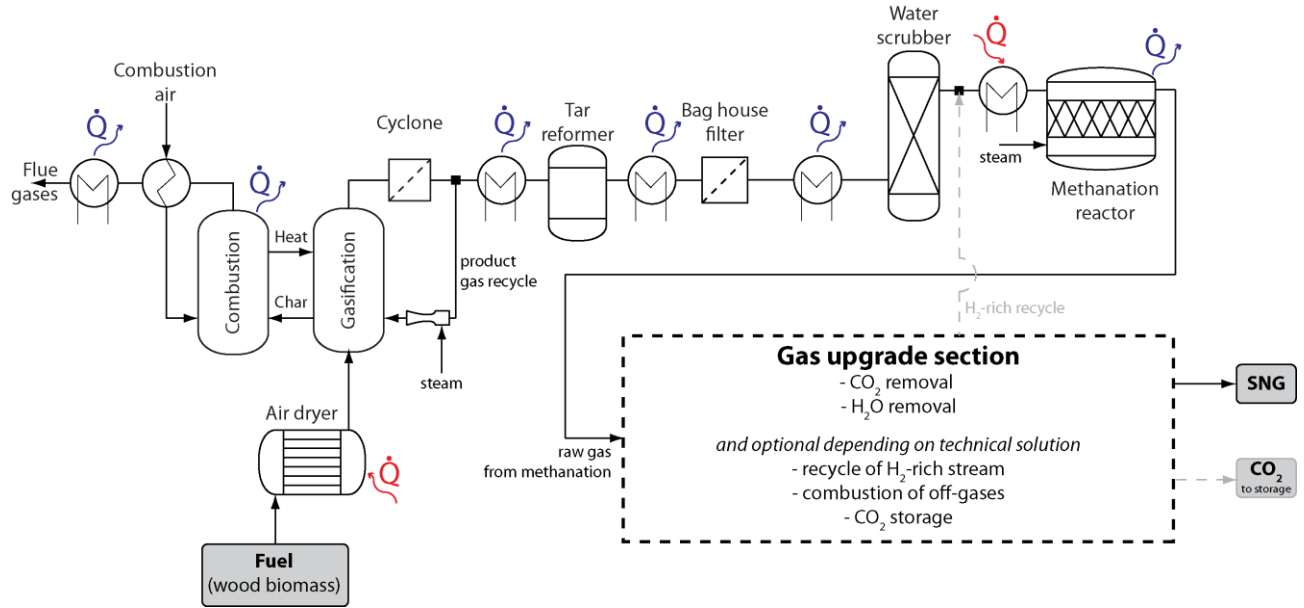 Water
scrubber
Q̇
Q̇
Combustion
air
Tar
reformer
Bag house
filter
Cyclone
Q̇
Q̇
Q̇
Q̇
Flue
gases
Q̇
steam
Methanation
reactor
Heat
Char
Combustion
Gasification
product
gas recycle
steam
H₂-rich recycle
Gas upgrade section
- CO₂ removal
- H₂O removal
and optional depending on technical solution
- recycle of H₂-rich stream
- combustion of off-gases
- CO₂ storage
raw gas
from methanation
SNG
CO₂
to storage
Air dryer
Q̇
Fuel
(wood biomass)